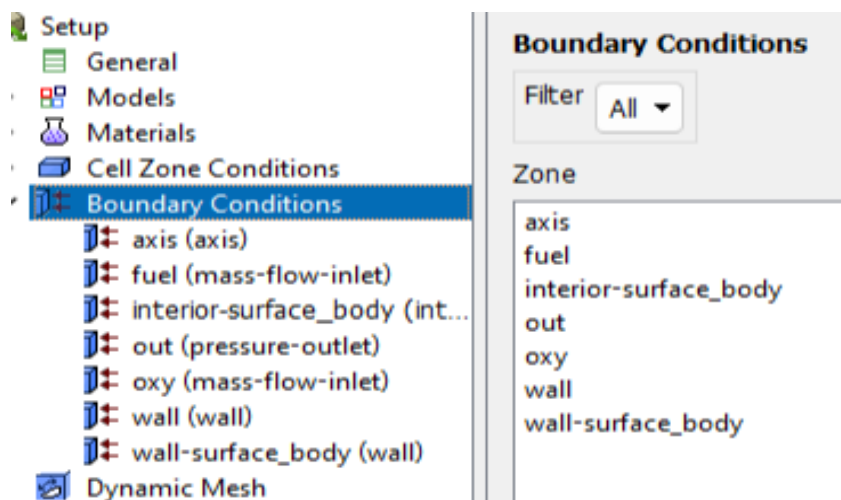 Setup
General
Models
Materials
Cell Zone Conditions
Boundary Conditions
axis (axis)
fuel (mass-flow-inlet)
interior-surface_body (int...
out (pressure-outlet)
oxy (mass-flow-inlet)
wall (wall)
wall-surface_body (wall)
Dynamic Mesh
Boundary Conditions
Filter
All
Zone
axis
fuel
interior-surface_body
out
oxy
wall
wall-surface_body